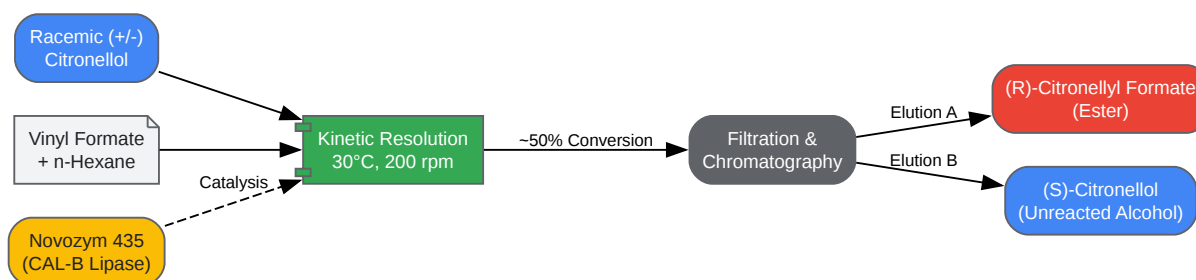 Racemic (+/-)
Citronellol
Vinyl Formate
+ n-Hexane
Novozym 435
(CAL-B Lipase)
Catalysis
Kinetic Resolution
30°C, 200 rpm
~50% Conversion
Filtration &
Chromatography
Elution A
Elution B
(R)-Citronellyl Formate
(Ester)
(S)-Citronellol
(Unreacted Alcohol)